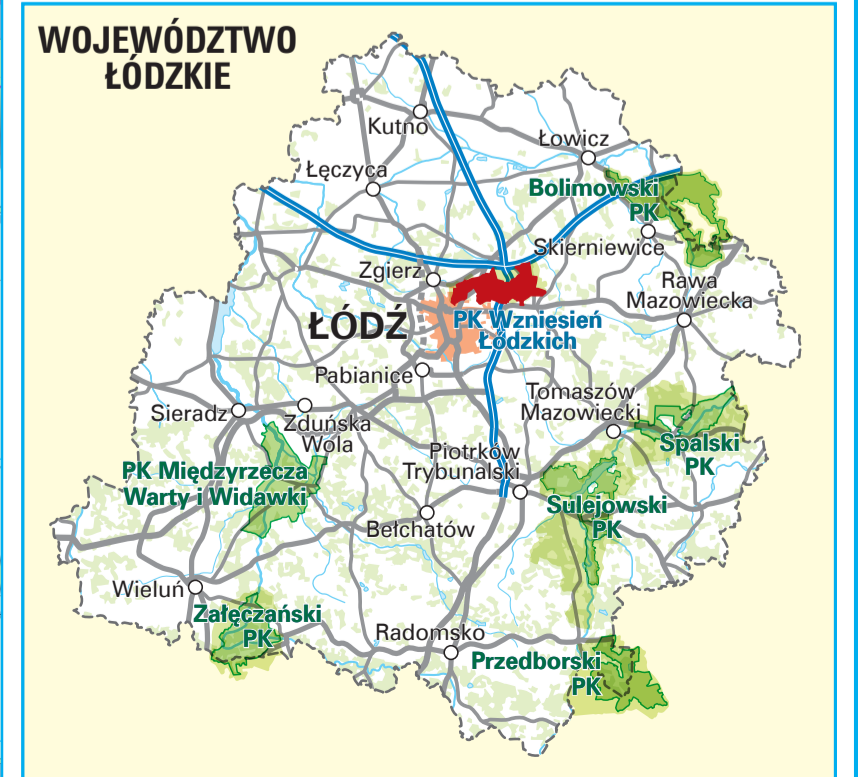 WOJEWÓDZTWO
ŁÓDZKIE
Kutno
Łowicz
Łęczyca
Bolimowski
PK
Skierniewice
Zgierz
Rawa
Mazowiecka
ŁÓDŹ
PK Wzniesień
Łódzkich
Pabianice
Tomaszów
Mazowiecki
Sieradz
Zduńska
Wola
Spalski
PK
Piotrków
Trybunalski
PK Międzyrzecza
Warty i Widawki
Sulejowski
PK
Bełchatów
Wieluń
Załęczański
PK
Radomsko
Przedborski
PK